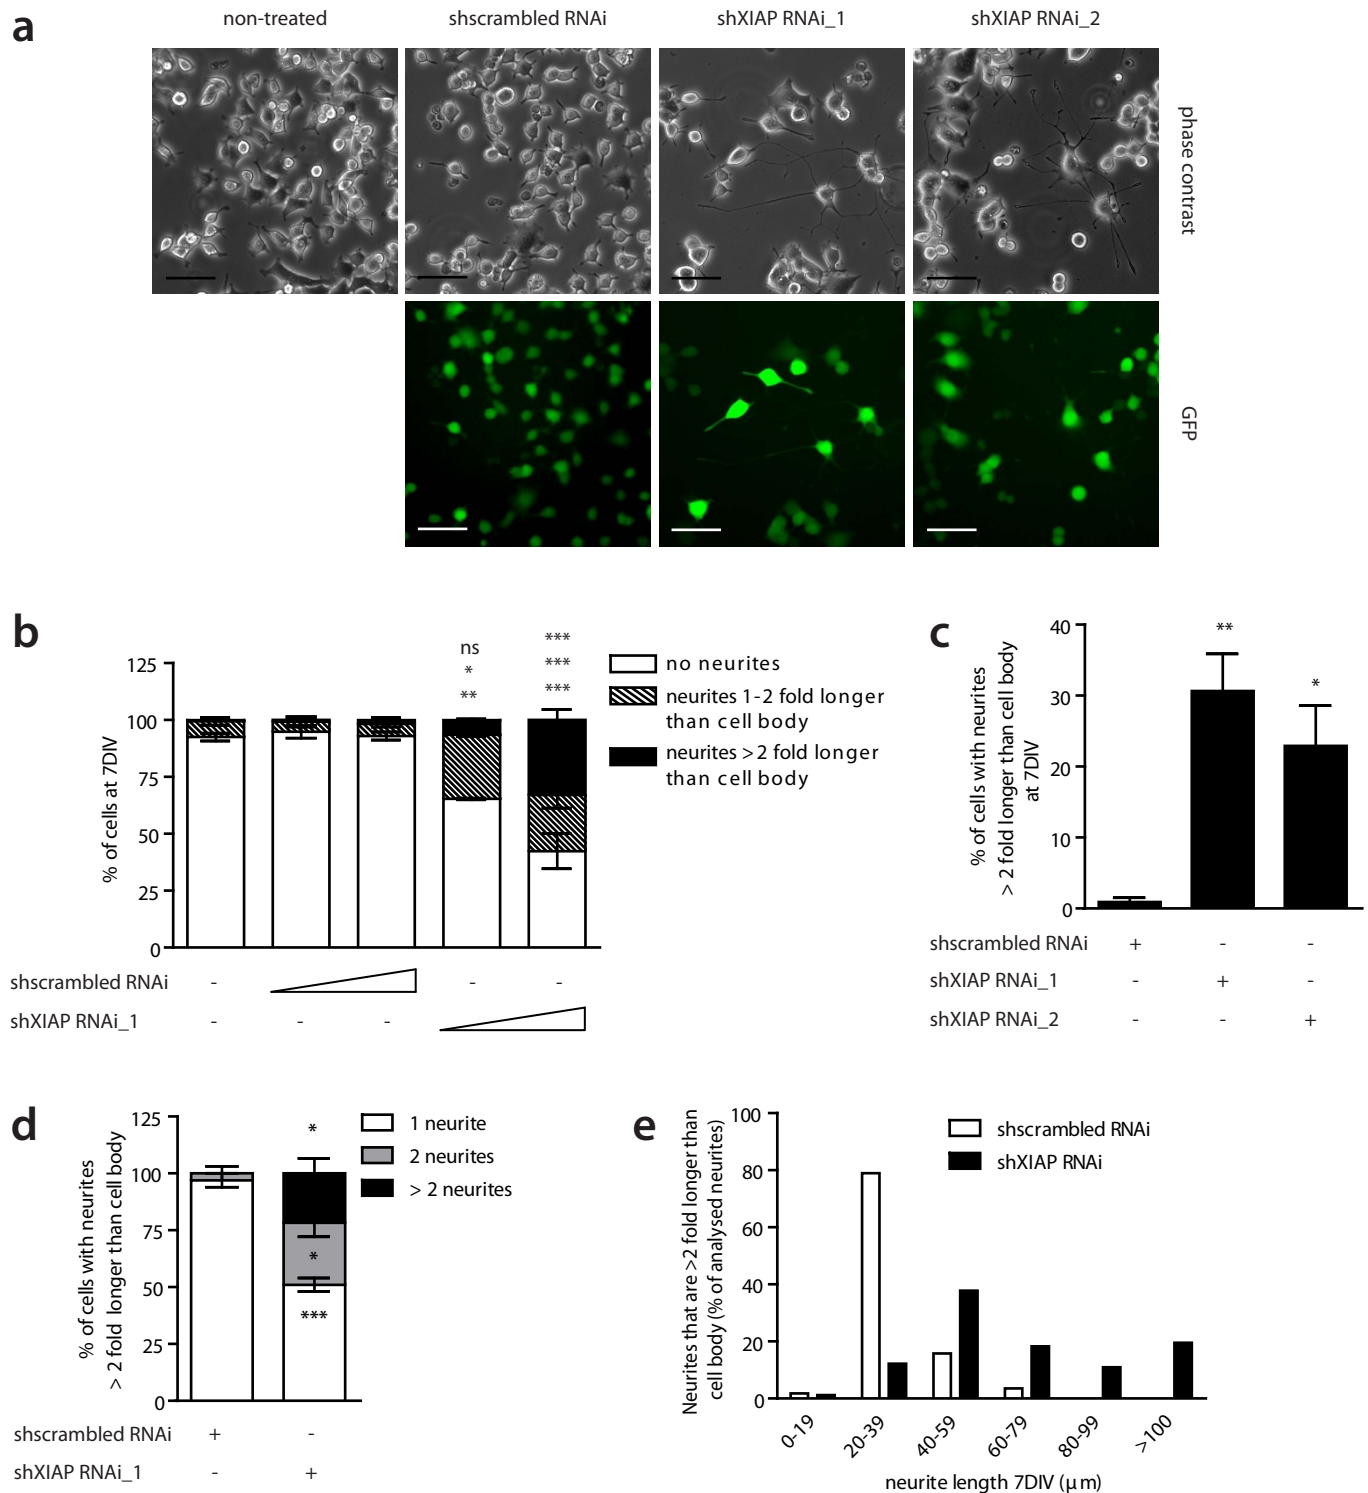 a
non-treated
shscrambled RNAi
shXIAP RNAi_1
shXIAP RNAi_2
phase contrast
GFP
b
% of cells at 7DIV
125
100
75
50
25
0
ns
*
**
***
***
***
no neurites
neurites 1-2 fold longer
than cell body
neurites >2 fold longer
than cell body
shscrambled RNAi - - -
shXIAP RNAi_1 - - -
c
% of cells with neurites
> 2 fold longer than cell body
at 7DIV
40
30
20
10
0
**
*
shscrambled RNAi + - -
shXIAP RNAi_1 - + -
shXIAP RNAi_2 - - +
d
% of cells with neurites
> 2 fold longer than cell body
125
100
75
50
25
0
*
*
***
1 neurite
2 neurites
> 2 neurites
shscrambled RNAi + -
shXIAP RNAi_1 - +
e
Neurites that are >2 fold longer than
cell body (% of analysed neurites)
100
80
60
40
20
0
shscrambled RNAi
shXIAP RNAi
0-19
20-39
40-59
60-79
80-99
>100
neurite length 7DIV (μm)